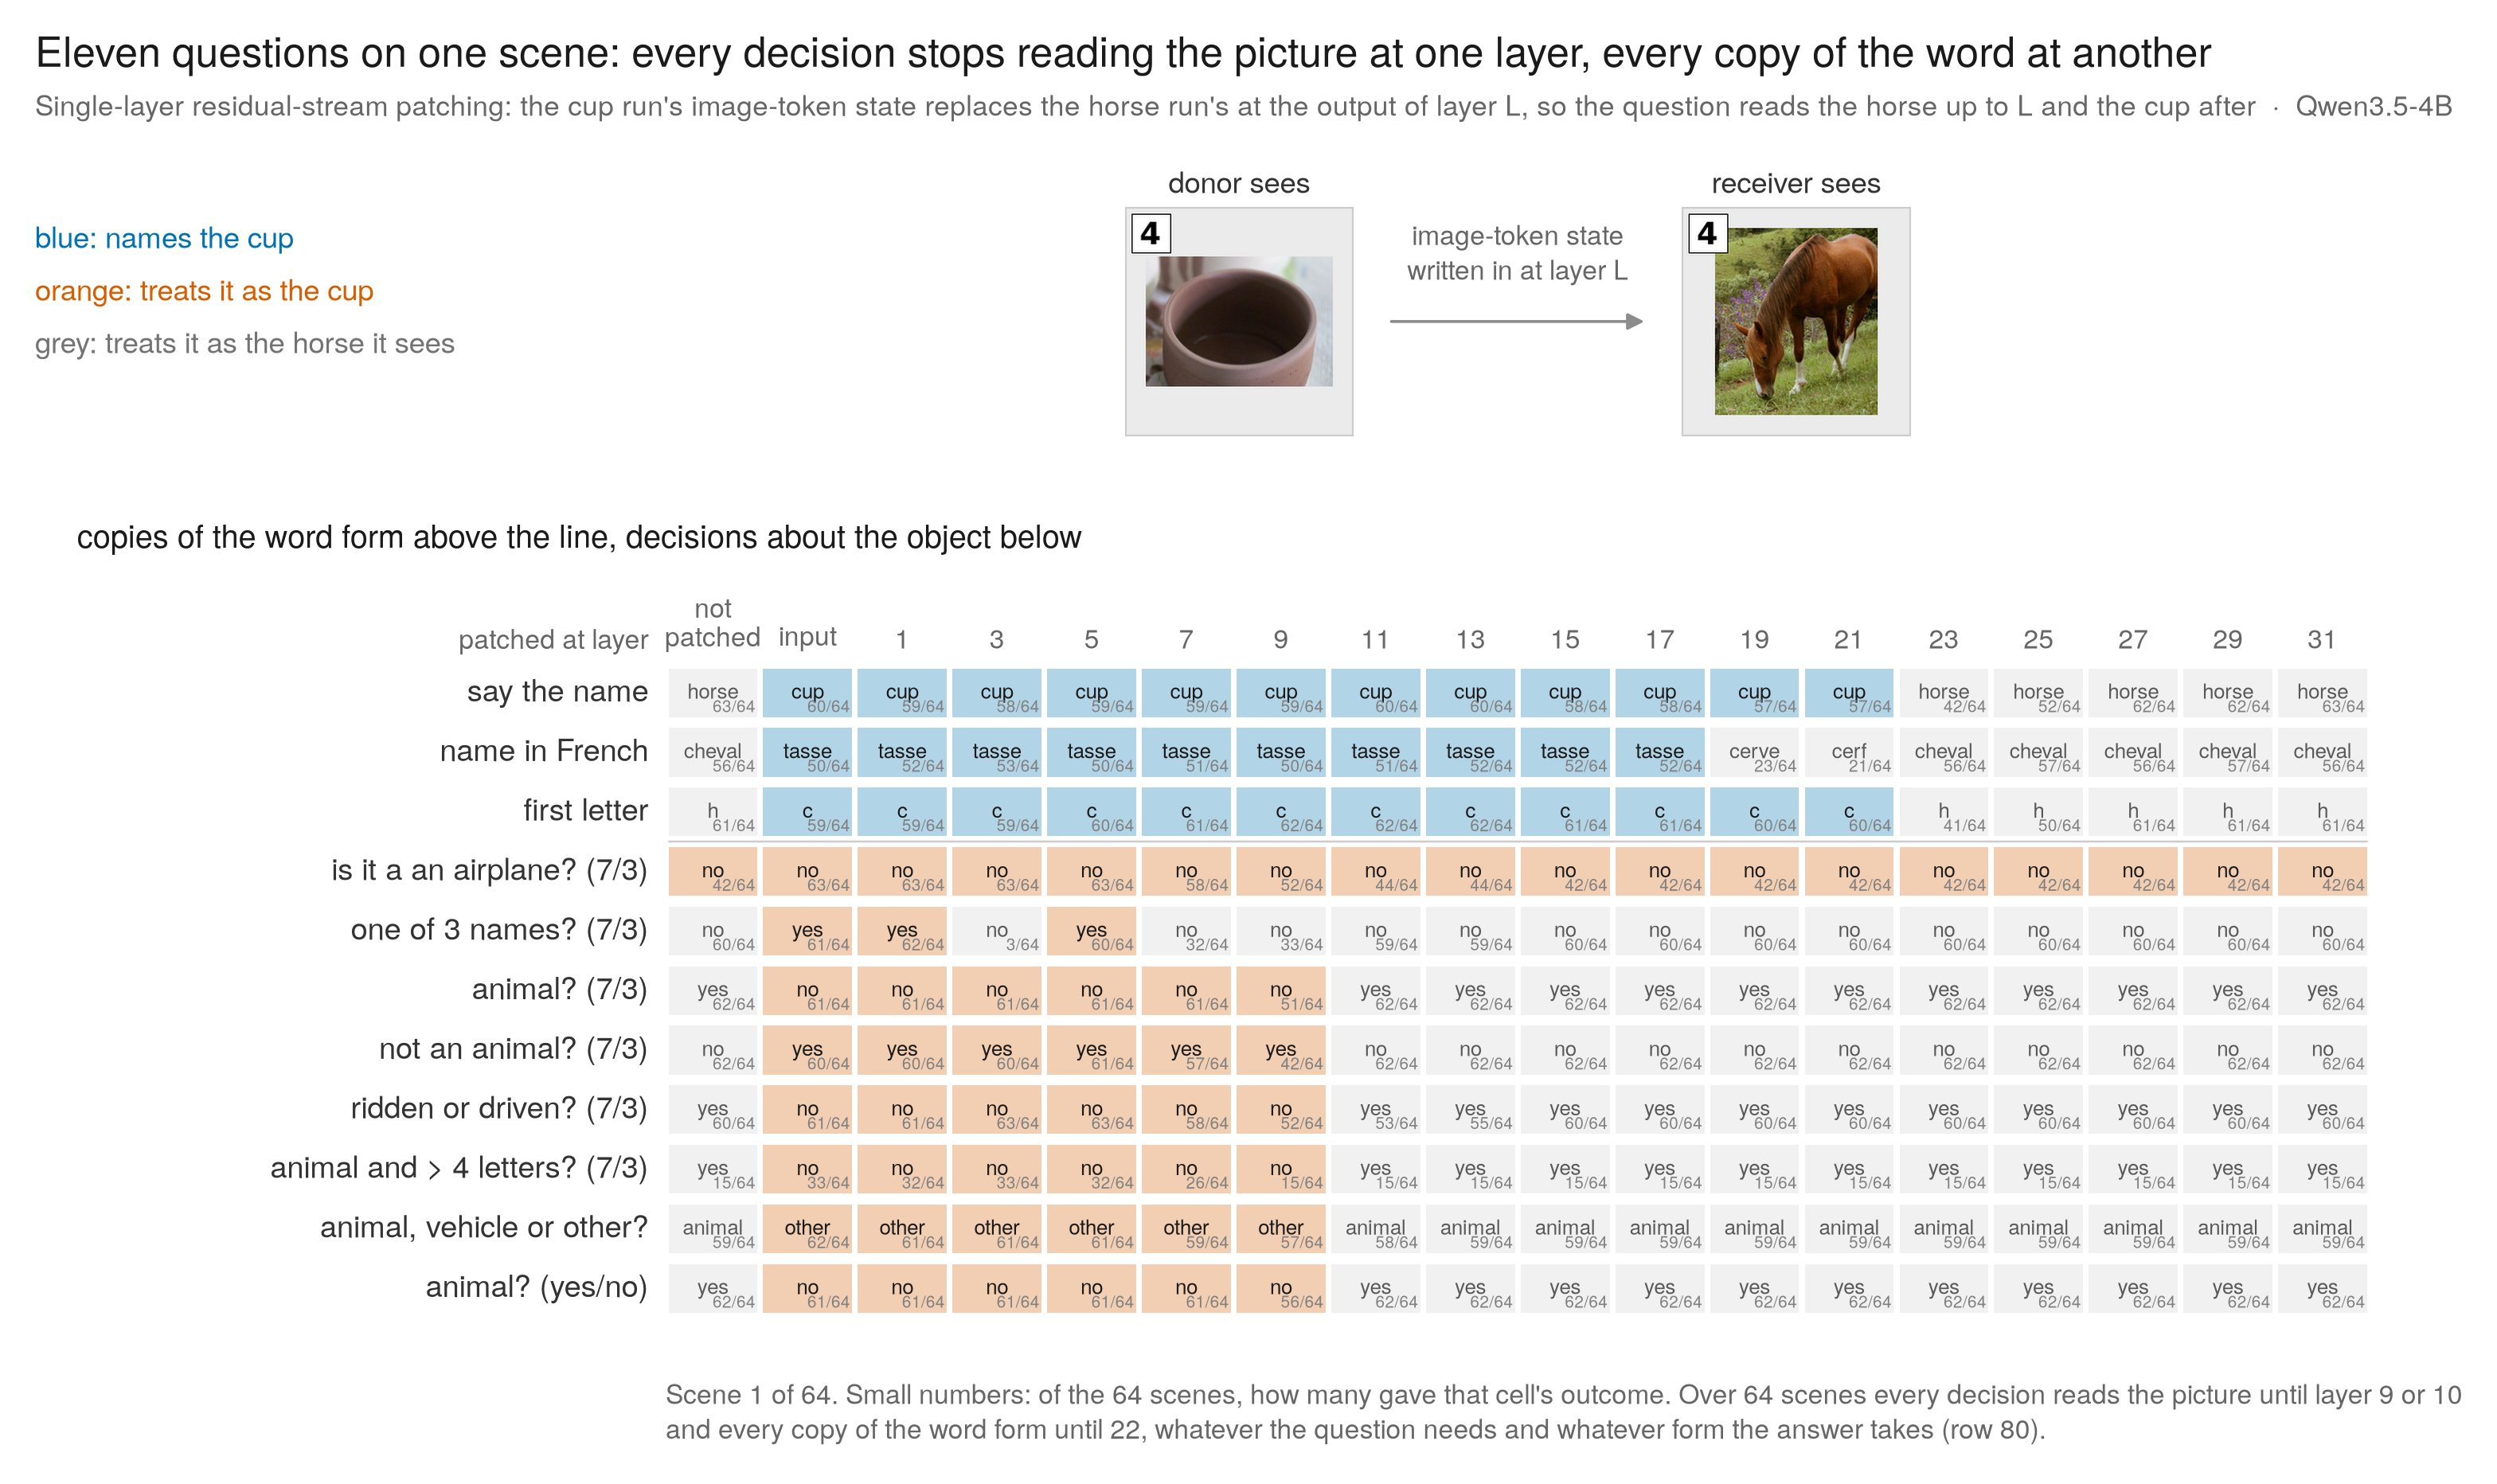 Eleven questions on one scene: every decision stops reading the picture at one layer, every copy of the word at another
Single-layer residual-stream patching: the cup run's image-token state replaces the horse run's at the output of layer L, so the question reads the horse up to L and the cup after · Qwen3.5-4B
donor sees
receiver sees
blue: names the cup
orange: treats it as the cup
grey: treats it as the horse it sees
4
image-token state
written in at layer L
4
copies of the word form above the line, decisions about the object below
patched at layer not patched input 1 3 5 7 9 11 13 15 17 19 21 23 25 27 29 31
say the name horse 63/64 cup 60/64 cup 59/64 cup 58/64 cup 59/64 cup 59/64 cup 59/64 cup 60/64 cup 60/64 cup 58/64 cup 58/64 cup 57/64 cup 57/64 horse 42/64 horse 52/64 horse 62/64 horse 62/64 horse 63/64
name in French cheval 56/64 tasse 50/64 tasse 52/64 tasse 53/64 tasse 50/64 tasse 51/64 tasse 50/64 tasse 51/64 tasse 52/64 tasse 52/64 tasse 52/64 cerve 23/64 cerf 21/64 cheval 56/64 cheval 57/64 cheval 56/64 cheval 57/64 cheval 56/64
first letter h 61/64 c 59/64 c 59/64 c 59/64 c 60/64 c 61/64 c 62/64 c 62/64 c 62/64 c 61/64 c 61/64 c 60/64 c 60/64 h 41/64 h 50/64 h 61/64 h 61/64 h 61/64
is it a an airplane? (7/3) no 42/64 no 63/64 no 63/64 no 63/64 no 63/64 no 58/64 no 52/64 no 44/64 no 44/64 no 42/64 no 42/64 no 42/64 no 42/64 no 42/64 no 42/64 no 42/64 no 42/64 no 42/64
one of 3 names? (7/3) no 60/64 yes 61/64 yes 62/64 no 3/64 yes 60/64 no 32/64 no 33/64 no 59/64 no 59/64 no 60/64 no 60/64 no 60/64 no 60/64 no 60/64 no 60/64 no 60/64 no 60/64 no 60/64
animal? (7/3) yes 62/64 no 61/64 no 61/64 no 61/64 no 61/64 no 61/64 no 51/64 yes 62/64 yes 62/64 yes 62/64 yes 62/64 yes 62/64 yes 62/64 yes 62/64 yes 62/64 yes 62/64 yes 62/64 yes 62/64
not an animal? (7/3) no 62/64 yes 60/64 yes 60/64 yes 60/64 yes 61/64 yes 57/64 yes 42/64 no 62/64 no 62/64 no 62/64 no 62/64 no 62/64 no 62/64 no 62/64 no 62/64 no 62/64 no 62/64 no 62/64
ridden or driven? (7/3) yes 60/64 no 61/64 no 61/64 no 63/64 no 63/64 no 58/64 no 52/64 yes 53/64 yes 55/64 yes 60/64 yes 60/64 yes 60/64 yes 60/64 yes 60/64 yes 60/64 yes 60/64 yes 60/64 yes 60/64
animal and > 4 letters? (7/3) yes 15/64 no 33/64 no 32/64 no 33/64 no 32/64 no 26/64 no 15/64 yes 15/64 yes 15/64 yes 15/64 yes 15/64 yes 15/64 yes 15/64 yes 15/64 yes 15/64 yes 15/64 yes 15/64 yes 15/64
animal, vehicle or other? animal 59/64 other 62/64 other 61/64 other 61/64 other 61/64 other 59/64 other 57/64 animal 58/64 animal 59/64 animal 59/64 animal 59/64 animal 59/64 animal 59/64 animal 59/64 animal 59/64 animal 59/64 animal 59/64 animal 59/64
animal? (yes/no) yes 62/64 no 61/64 no 61/64 no 61/64 no 61/64 no 61/64 no 56/64 yes 62/64 yes 62/64 yes 62/64 yes 62/64 yes 62/64 yes 62/64 yes 62/64 yes 62/64 yes 62/64 yes 62/64 yes 62/64
Scene 1 of 64. Small numbers: of the 64 scenes, how many gave that cell's outcome. Over 64 scenes every decision reads the picture until layer 9 or 10
and every copy of the word form until 22, whatever the question needs and whatever form the answer takes (row 80).